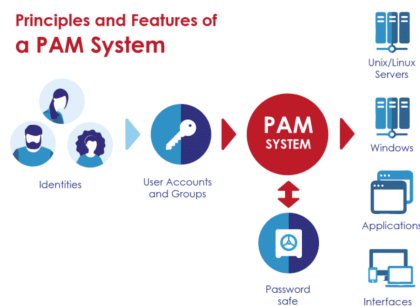 Principles and Features of
a PAM System
Identities
User Accounts
and Groups
PAM
SYSTEM
Password
safe
Unix/Linux
Servers
Windows
Applications
Interfaces